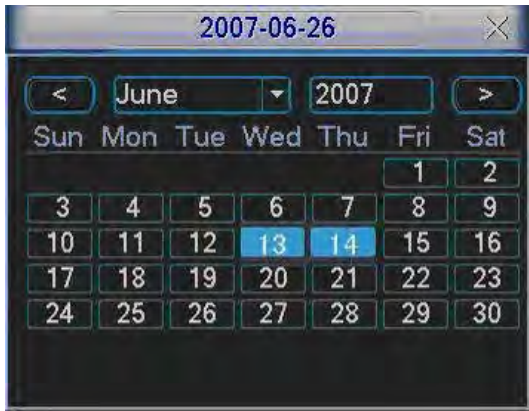 2007-06-26
< June 2007 >
Sun Mon Tue Wed Thu Fri Sat
1 2
3 4 5 6 7 8 9
10 11 12 13 14 15 16
17 18 19 20 21 22 23
24 25 26 27 28 29 30